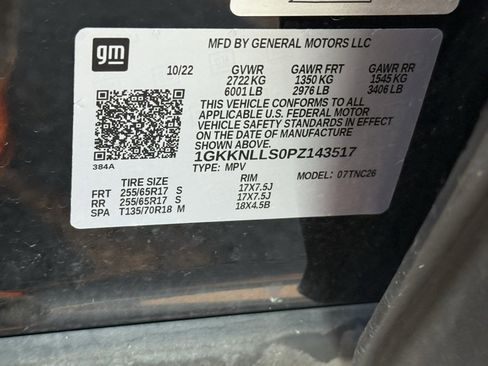 gm
MFD BY GENERAL MOTORS LLC
10/22 GVWR GAWR FRT GAWR RR
2722 KG 1350 KG 1545 KG
6001 LB 2976 LB 3406 LB
THIS VEHICLE CONFORMS TO ALL
APPLICABLE U.S. FEDERAL MOTOR
VEHICLE SAFETY STANDARDS IN EFFECT
ON THE DATE OF MANUFACTURE
SHOWN ABOVE.
384A 1GKKNLLS0PZ143517
TYPE: MPV MODEL: 07TNC26
TIRE SIZE RIM
FRT 255/65R17 S 17X7.5J
RR 255/65R17 S 17X7.5J
SPA T135/70R18 M 18X4.5B